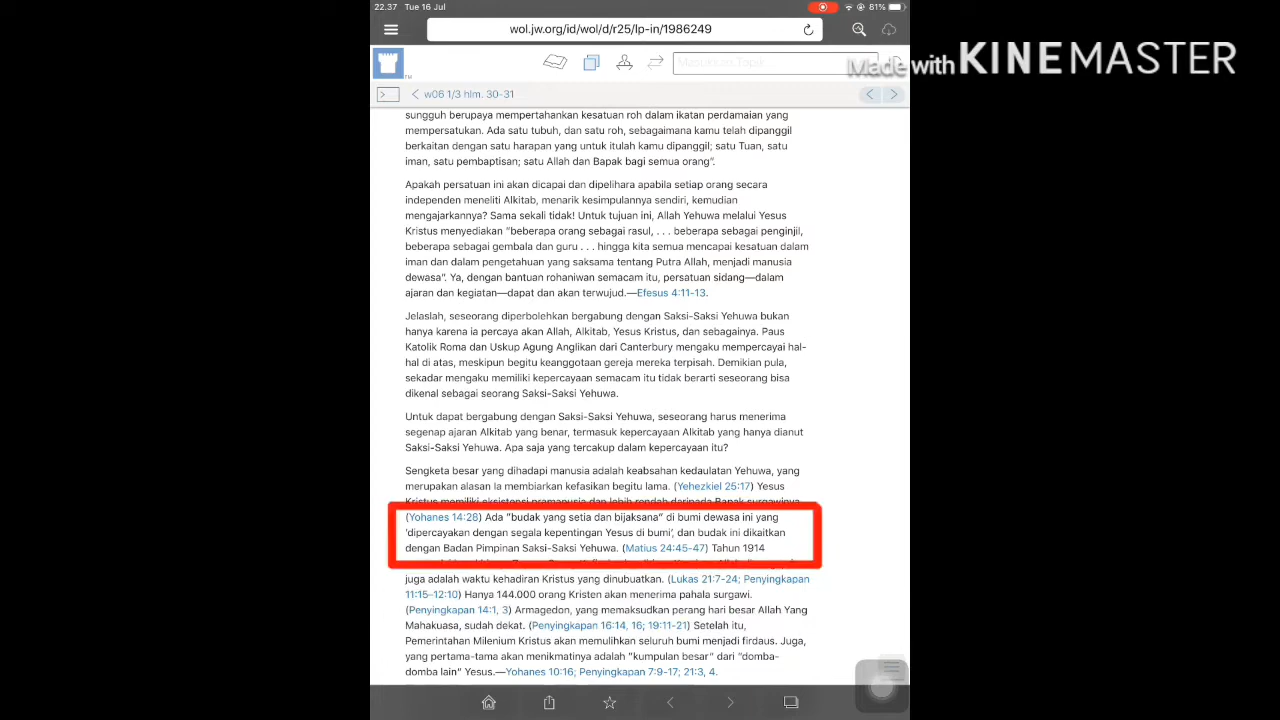 22.37 Tue 16 Jul
81%
wol.jw.org/id/wol/d/r25/lp-in/1986249
Masukkan Topik
Made with KINEMASTER
w06 1/3 hlm. 30-31
sungguh berupaya mempertahankan kesatuan roh dalam ikatan perdamaian yang
mempersatukan. Ada satu tubuh, dan satu roh, sebagaimana kamu telah dipanggil
berkaitan dengan satu harapan yang untuk itulah kamu dipanggil; satu Tuan, satu
iman, satu pembaptisan; satu Allah dan Bapak bagi semua orang”.
Apakah persatuan ini akan dicapai dan dipelihara apabila setiap orang secara
independen meneliti Alkitab, menarik kesimpulannya sendiri, kemudian
mengajarkannya? Sama sekali tidak! Untuk tujuan ini, Allah Yehuwa melalui Yesus
Kristus menyediakan “beberapa orang sebagai rasul, . . . beberapa sebagai penginjil,
beberapa sebagai gembala dan guru . . . hingga kita semua mencapai kesatuan dalam
iman dan dalam pengetahuan yang saksama tentang Putra Allah, menjadi manusia
dewasa”. Ya, dengan bantuan rohaniwan semacam itu, persatuan sidang—dalam
ajaran dan kegiatan—dapat dan akan terwujud.—Efesus 4:11-13.
Jelaslah, seseorang diperbolehkan bergabung dengan Saksi-Saksi Yehuwa bukan
hanya karena ia percaya akan Allah, Alkitab, Yesus Kristus, dan sebagainya. Paus
Katolik Roma dan Uskup Agung Anglikan dari Canterbury mengaku mempercayai hal-
hal di atas, meskipun begitu keanggotaan gereja mereka terpisah. Demikian pula,
sekadar mengaku memiliki kepercayaan semacam itu tidak berarti seseorang bisa
dikenal sebagai seorang Saksi-Saksi Yehuwa.
Untuk dapat bergabung dengan Saksi-Saksi Yehuwa, seseorang harus menerima
segenap ajaran Alkitab yang benar, termasuk kepercayaan Alkitab yang hanya dianut
Saksi-Saksi Yehuwa. Apa saja yang tercakup dalam kepercayaan itu?
Sengketa besar yang dihadapi manusia adalah keabsahan kedaulatan Yehuwa, yang
merupakan alasan Ia membiarkan kefasikan begitu lama. (Yehezkiel 25:17) Yesus
Kristus memiliki eksistensi pramanusia dan lebih rendah daripada Bapak surgawinya.
(Yohanes 14:28) Ada “budak yang setia dan bijaksana” di bumi dewasa ini yang
‘dipercayakan dengan segala kepentingan Yesus di bumi’, dan budak ini dikaitkan
dengan Badan Pimpinan Saksi-Saksi Yehuwa. (Matius 24:45-47) Tahun 1914
juga adalah waktu kehadiran Kristus yang dinubuatkan. (Lukas 21:7-24; Penyingkapan
11:15–12:10) Hanya 144.000 orang Kristen akan menerima pahala surgawi.
(Penyingkapan 14:1, 3) Armagedon, yang memaksudkan perang hari besar Allah Yang
Mahakuasa, sudah dekat. (Penyingkapan 16:14, 16; 19:11-21) Setelah itu,
Pemerintahan Milenium Kristus akan memulihkan seluruh bumi menjadi firdaus. Juga,
yang pertama-tama akan menikmatinya adalah “kumpulan besar” dari “domba-
domba lain” Yesus.—Yohanes 10:16; Penyingkapan 7:9-17; 21:3, 4.